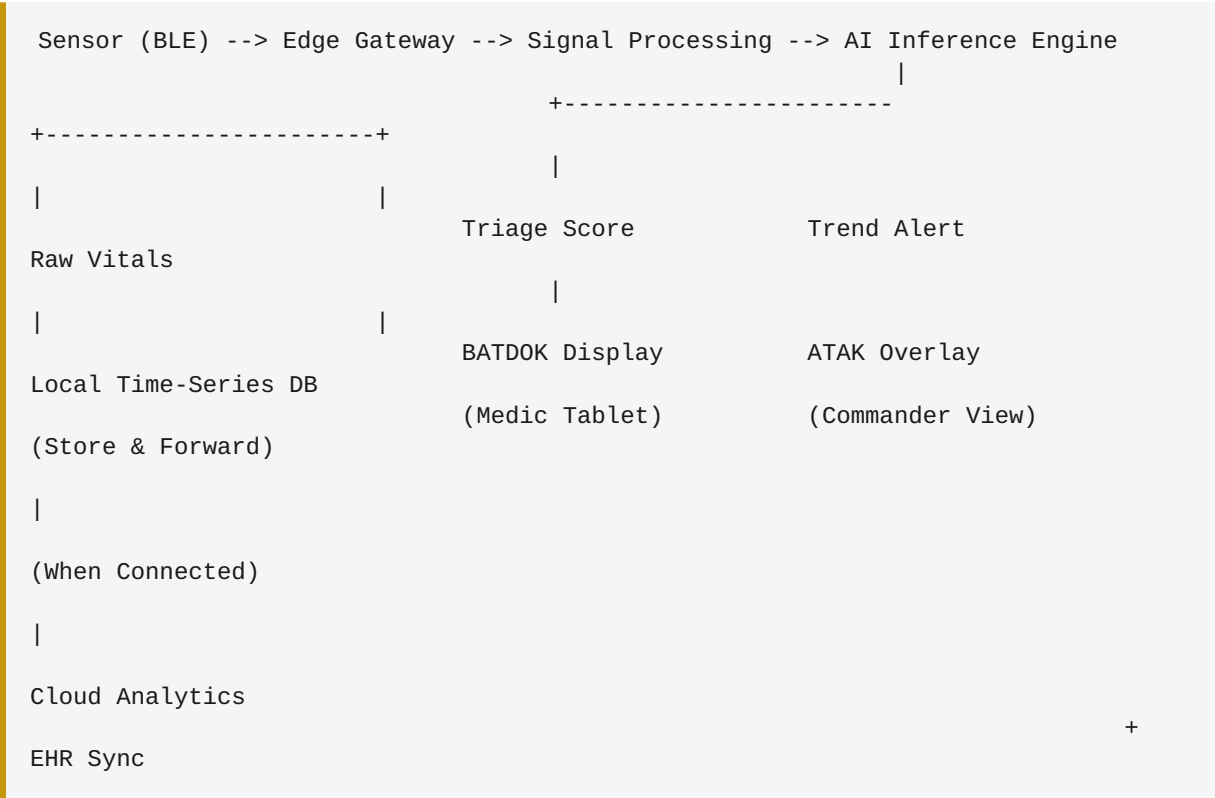 Sensor (BLE) --> Edge Gateway --> Signal Processing --> AI Inference Engine
                                                           |
                                   +-----------------------
+-----------------------+
                                   |
|                       |
                             Triage Score            Trend Alert
Raw Vitals
                                   |
|                       |
                             BATDOK Display          ATAK Overlay
Local Time-Series DB
                             (Medic Tablet)          (Commander View)
(Store & Forward)
|
(When Connected)
|
Cloud Analytics
                                                                           +
EHR Sync